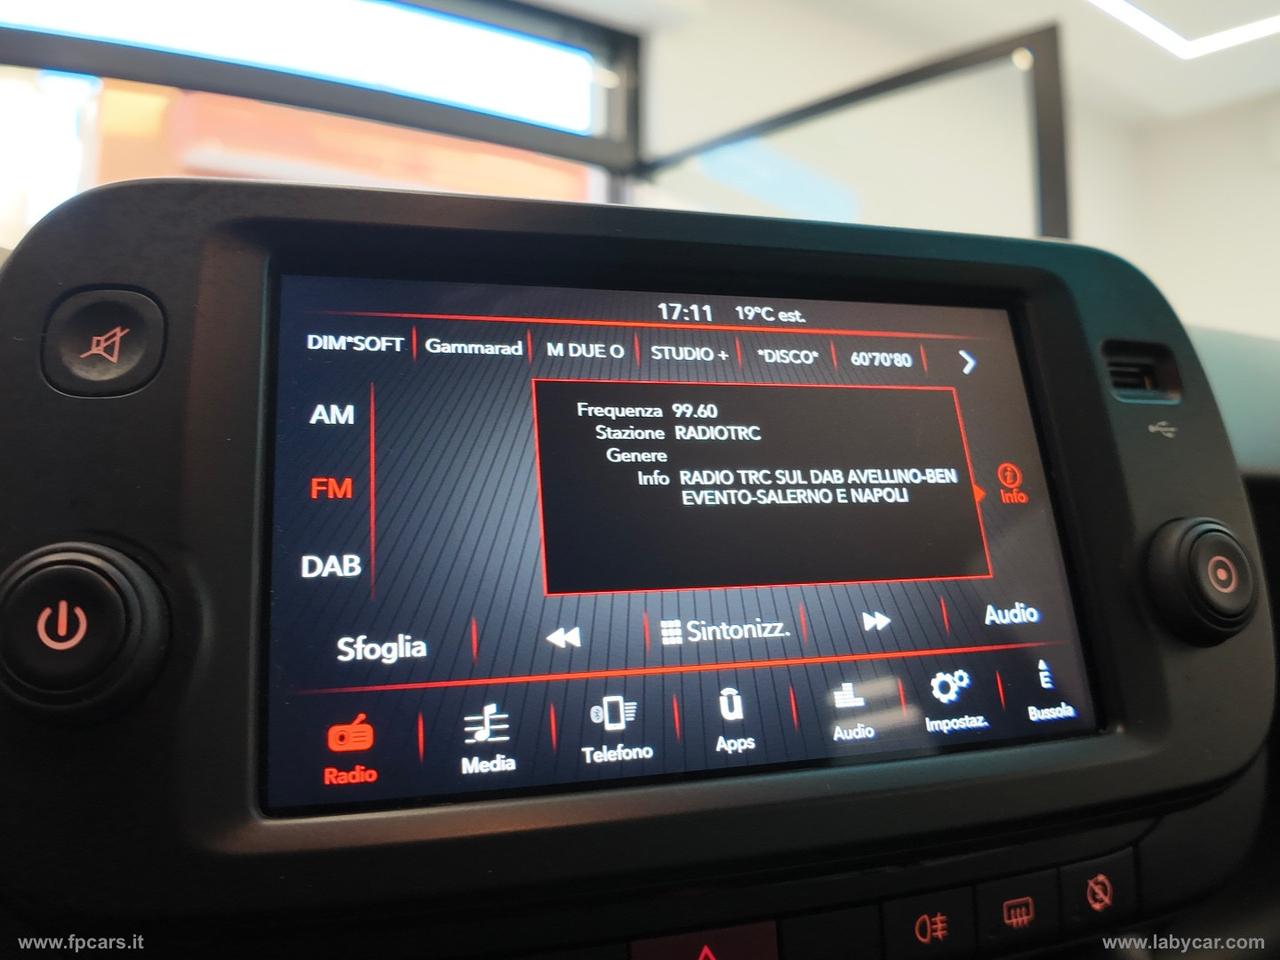 17:11 19°C est.
DIM*SOFT Gammarad M DUE O STUDIO + *DISCO* 60'70'80
AM
FM
DAB
Frequenza 99.60
Stazione RADIOTRC
Genere
Info RADIO TRC SUL DAB AVELLINO-BEN
EVENTO-SALERNO E NAPOLI
Info
Sfoglia Sintonizz. Audio
Radio Media Telefono Apps Audio Impostaz. Bussola
E
www.fpcars.it www.labycar.com